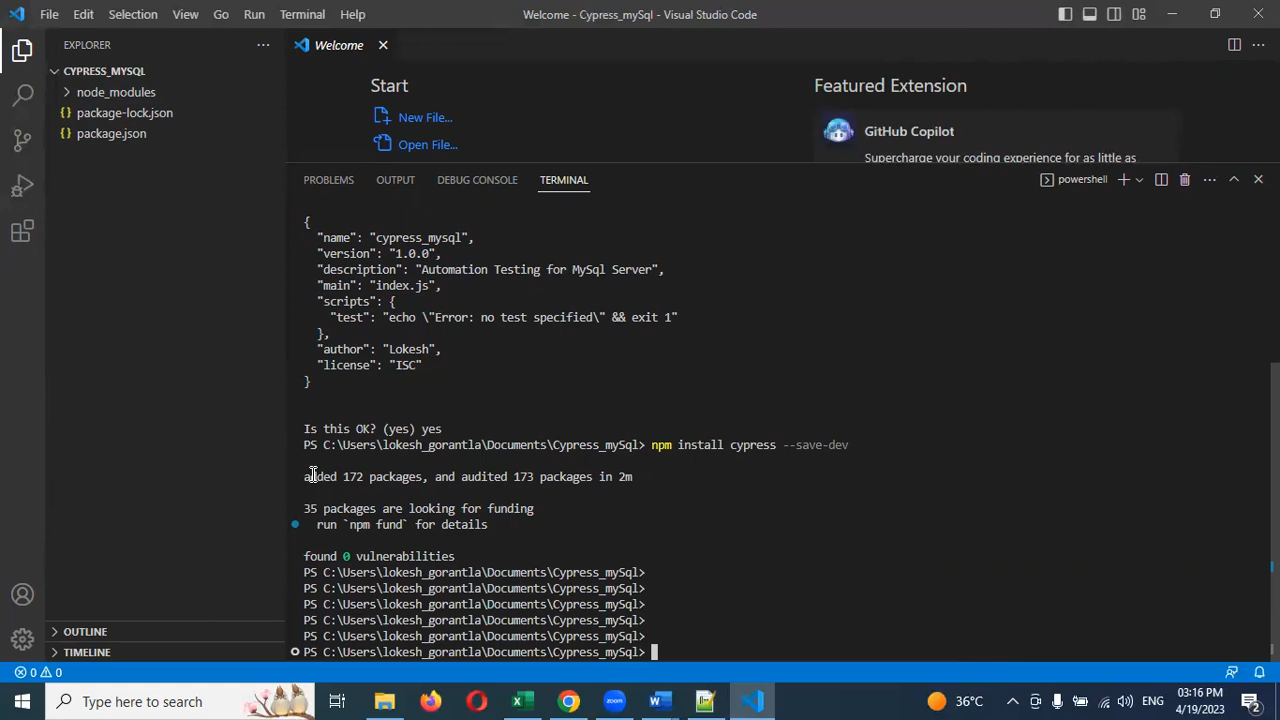 File Edit Selection View Go Run Terminal Help
Welcome - Cypress_mySql - Visual Studio Code
EXPLORER
Welcome
CYPRESS_MYSQL
node_modules
{} package-lock.json
{} package.json
Start
New File...
Open File...
Featured Extension
GitHub Copilot
Supercharge your coding experience for as little as
PROBLEMS OUTPUT DEBUG CONSOLE TERMINAL
powershell
{
"name": "cypress_mysql",
"version": "1.0.0",
"description": "Automation Testing for MySql Server",
"main": "index.js",
"scripts": {
"test": "echo \"Error: no test specified\" && exit 1"
},
"author": "Lokesh",
"license": "ISC"
}
Is this OK? (yes) yes
PS C:\Users\lokesh_gorantla\Documents\Cypress_mySql> npm install cypress --save-dev
added 172 packages, and audited 173 packages in 2m
35 packages are looking for funding
run `npm fund` for details
found 0 vulnerabilities
PS C:\Users\lokesh_gorantla\Documents\Cypress_mySql>
PS C:\Users\lokesh_gorantla\Documents\Cypress_mySql>
PS C:\Users\lokesh_gorantla\Documents\Cypress_mySql>
PS C:\Users\lokesh_gorantla\Documents\Cypress_mySql>
PS C:\Users\lokesh_gorantla\Documents\Cypress_mySql>
PS C:\Users\lokesh_gorantla\Documents\Cypress_mySql>
OUTLINE
TIMELINE
0 0
Type here to search
zoom
36°C
ENG
03:16 PM
4/19/2023
2